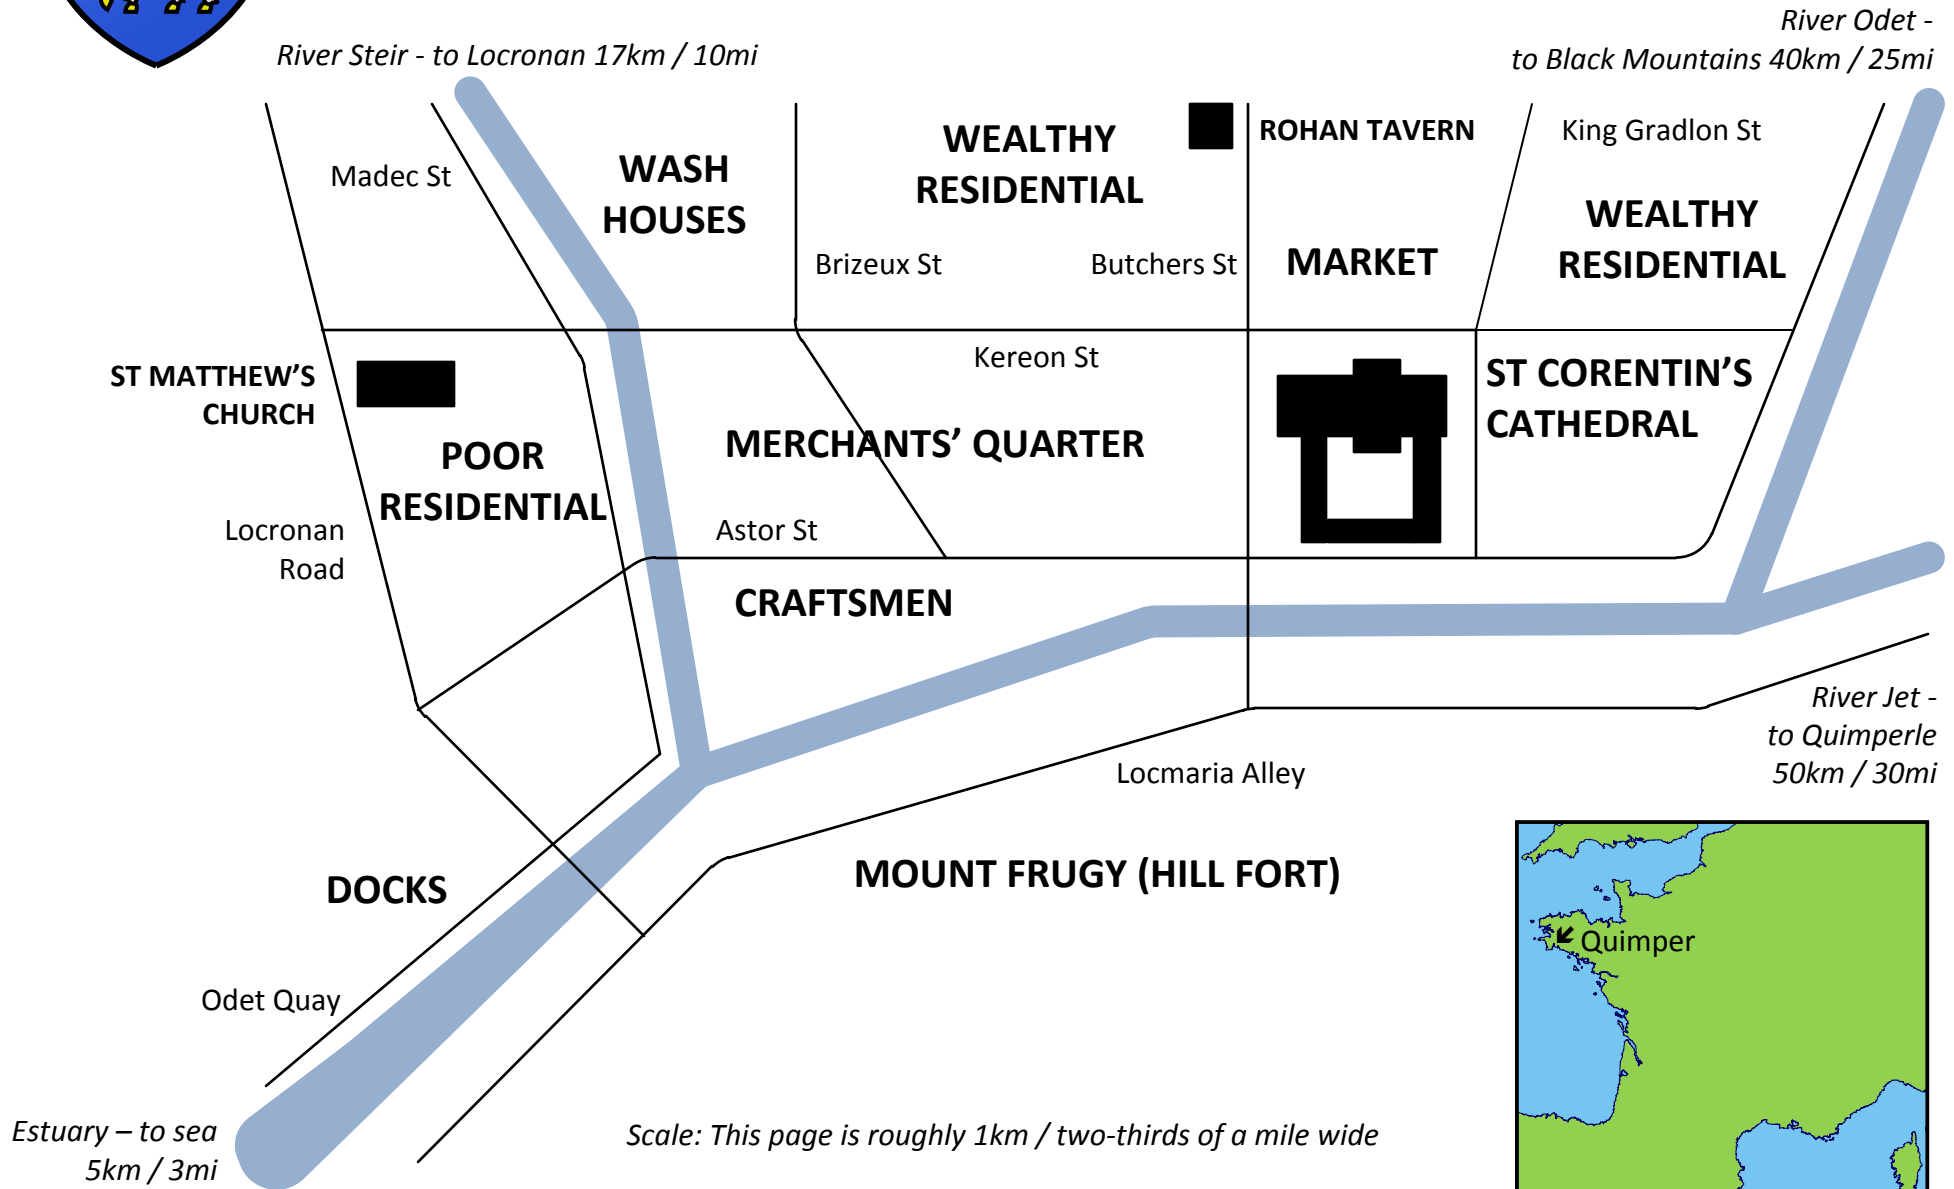 River Steir - to Locronan 17km / 10mi
River Odet -
to Black Mountains 40km / 25mi
Madec St
WASH
HOUSES
WEALTHY
RESIDENTIAL
ROHAN TAVERN
King Gradlon St
WEALTHY
RESIDENTIAL
Brizeux St
Butchers St
MARKET
ST MATTHEW'S
CHURCH
Kereon St
ST CORENTIN'S
CATHEDRAL
POOR
RESIDENTIAL
MERCHANTS' QUARTER
Locronan
Road
Astor St
CRAFTSMEN
River Jet -
to Quimperle
50km / 30mi
Locmaria Alley
DOCKS
MOUNT FRUGY (HILL FORT)
Quimper
Odet Quay
Estuary – to sea
5km / 3mi
Scale: This page is roughly 1km / two-thirds of a mile wide